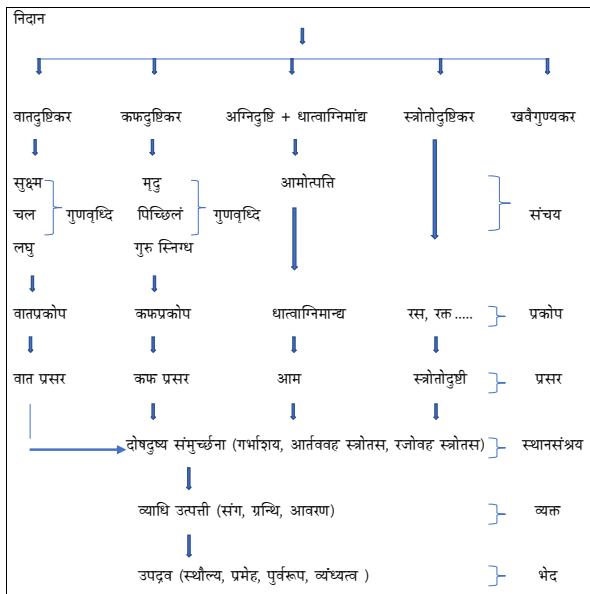 निदान
वातदुष्टिकर कफदुष्टिकर अग्निदुष्टि + धात्वाग्निमांद्य स्त्रोतोदुष्टिकर खवैगुण्यकर
सुक्ष्म मृदु आमोत्पत्ति
चल गुणवृध्दि पिच्छिलं गुणवृध्दि संचय
लघु गुरु स्निग्ध
वातप्रकोप कफप्रकोप धात्वाग्निमान्द्य रस, रक्त ..... प्रकोप
वात प्रसर कफ प्रसर आम स्त्रोतोदुष्टी प्रसर
दोषदुष्य संमुर्च्छना (गर्भाशय, आर्तववह स्त्रोतस, रजोवह स्त्रोतस) स्थानसंश्रय
व्याधि उत्पत्ती (संग, ग्रन्थि, आवरण) व्यक्त
उपद्रव (स्थौल्य, प्रमेह, पुर्वरूप, व्यंध्यत्व ) भेद